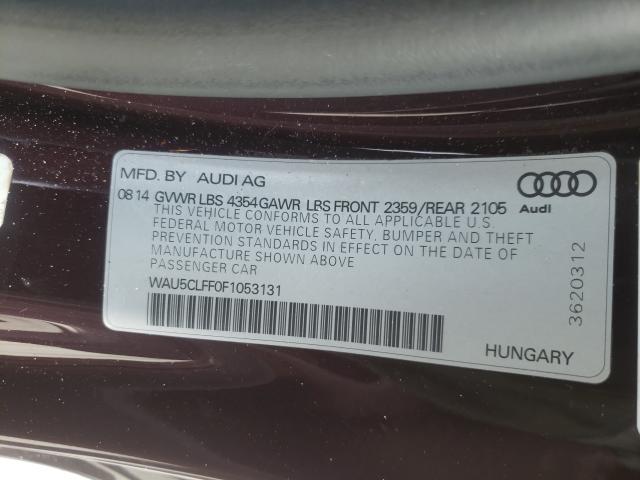 MFD. BY AUDI AG
08 14 GVWR LBS 4354 GAWR LBS FRONT 2359/REAR 2105
THIS VEHICLE CONFORMS TO ALL APPLICABLE U.S.
FEDERAL MOTOR VEHICLE SAFETY, BUMPER AND THEFT
PREVENTION STANDARDS IN EFFECT ON THE DATE OF
MANUFACTURE SHOWN ABOVE
PASSENGER CAR
WAU5CLFF0F1053131
Audi
3620312
HUNGARY